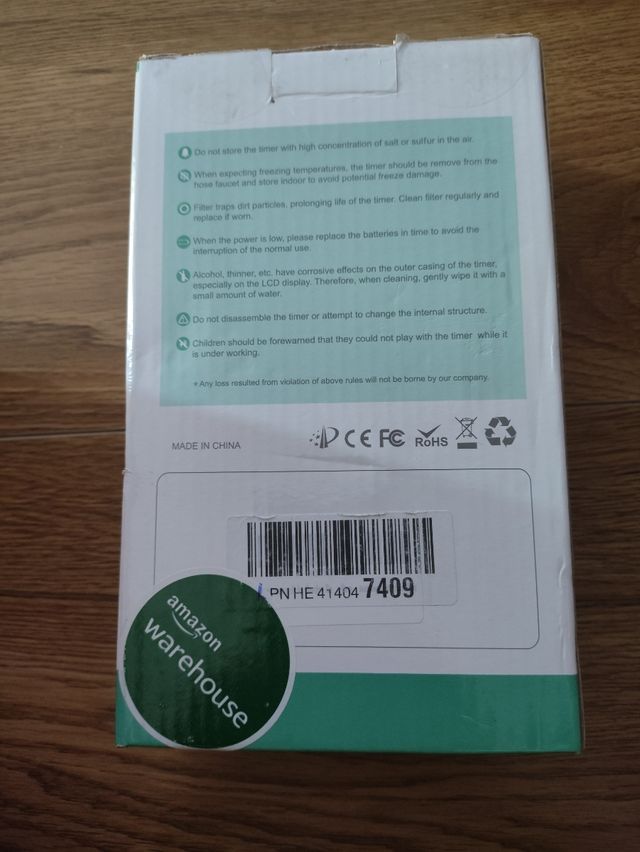 Do not store the timer with high concentration of salt or sulfur in the air.
When expecting freezing temperatures, the timer should be remove from the
hose faucet and store indoor to avoid potential freeze damage.
Filter traps dirt particles, prolonging life of the timer. Clean filter regularly and
replace if worn.
When the power is low, please replace the batteries in time to avoid the
interruption of the normal use.
Alcohol, thinner, etc. have corrosive effects on the outer casing of the timer,
especially on the LCD display. Therefore, when cleaning, gently wipe it with a
small amount of water.
Do not disassemble the timer or attempt to change the internal structure.
Children should be forewarned that they could not play with the timer while it
is under working.
* Any loss resulted from violation of above rules will not be borne by our company.
MADE IN CHINA
IP CE FC RoHS
PN HE 41404 7409
amazon
warehouse